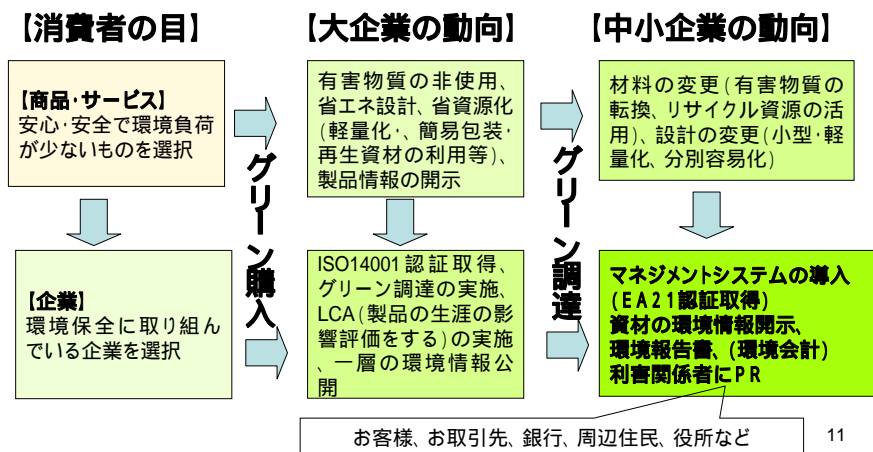 【消費者の目】
【大企業の動向】
【中小企業の動向】
【商品・サービス】
安心・安全で環境負荷
が少ないものを選択
グリーン購入
有害物質の非使用、
省エネ設計、省資源化
(軽量化・、簡易包装・
再生資材の利用等)、
製品情報の開示
グリーン調達
材料の変更(有害物質の
転換、リサイクル資源の活
用)、設計の変更(小型・軽
量化、分別容易化)
【企業】
環境保全に取り組ん
でいる企業を選択
ISO14001認証取得、
グリーン調達の実施、
LCA(製品の生涯の影
響評価をする)の実施
、一層の環境情報公
開
マネジメントシステムの導入
(EA21認証取得)
資材の環境情報開示、
環境報告書、(環境会計)
利害関係者にPR
お客様、お取引先、銀行、周辺住民、役所など
11